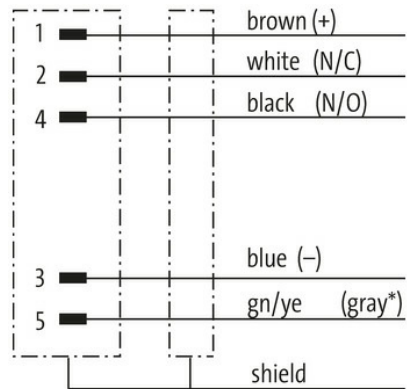 1 brown (+)
2 white (N/C)
4 black (N/O)
3 blue (–)
5 gn/ye (gray*)
shield